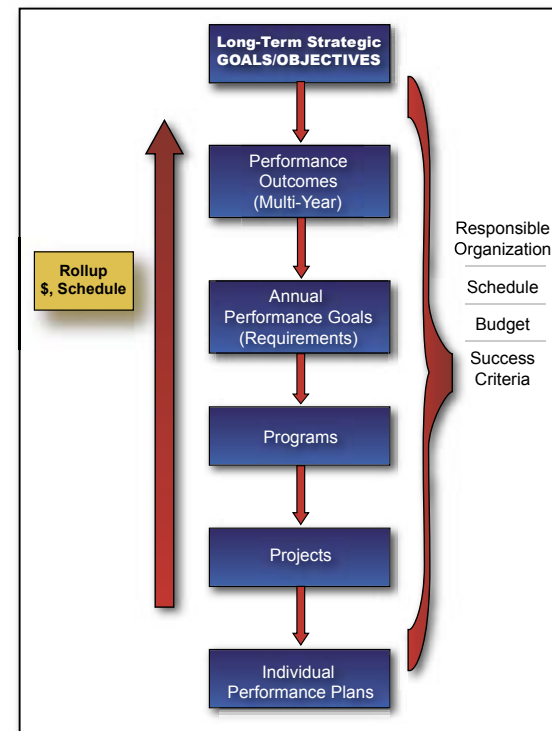 Long-Term Strategic
GOALS/OBJECTIVES
Performance
Outcomes
(Multi-Year)
Rollup
$, Schedule
Annual
Performance Goals
(Requirements)
Programs
Projects
Individual
Performance Plans
Responsible
Organization
Schedule
Budget
Success
Criteria